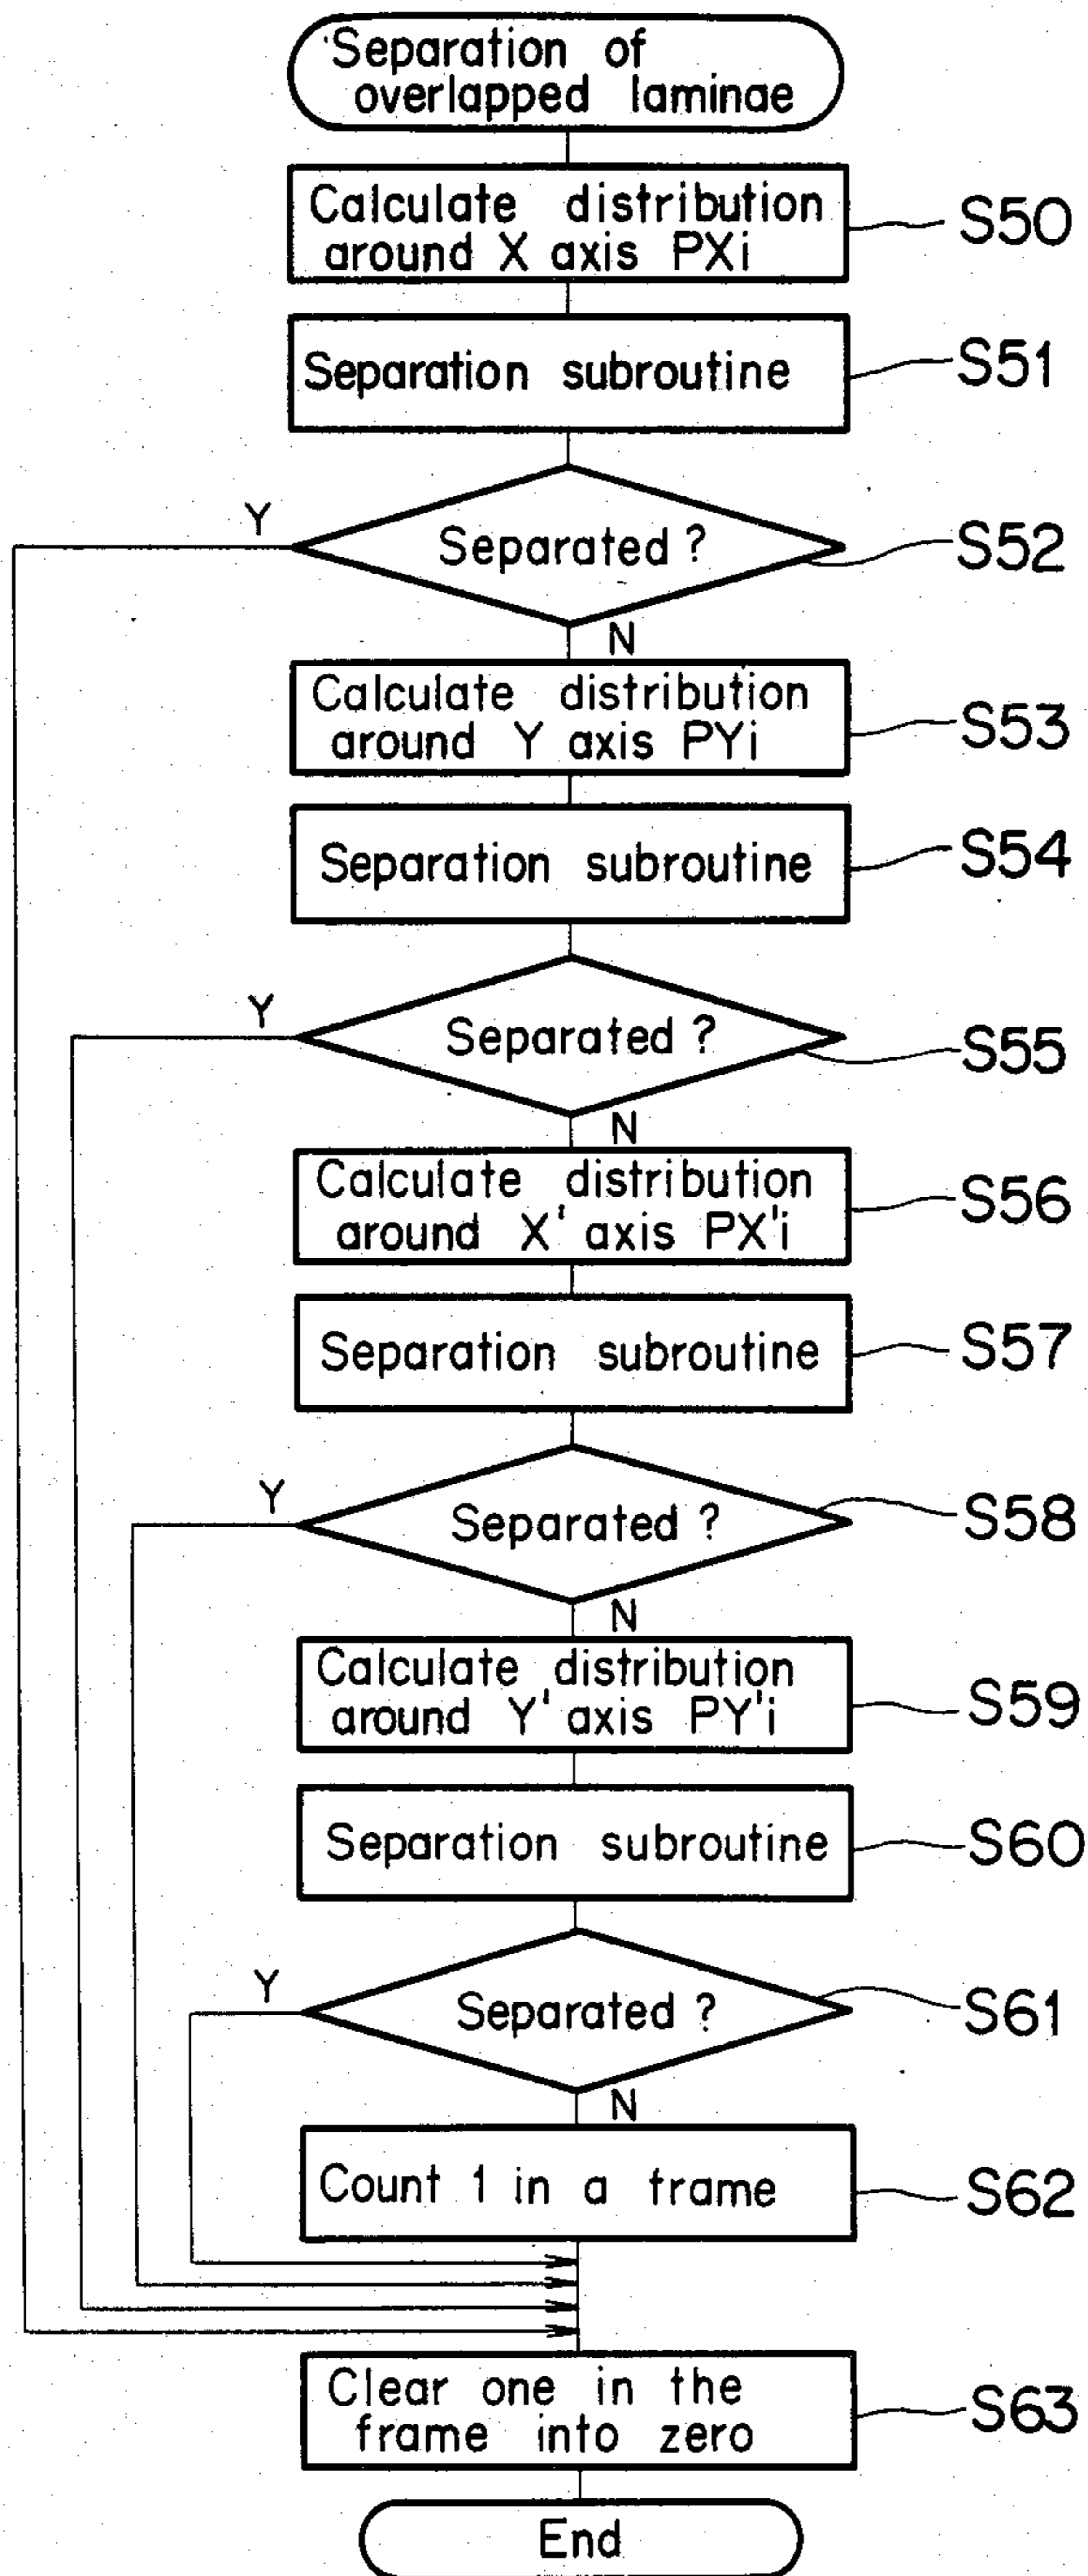 Separation of
overlapped laminae
Calculate distribution
around X axis PXi
S50
Separation subroutine
S51
Y
Separated ?
S52
N
Calculate distribution
around Y axis PYi
S53
Separation subroutine
S54
Y
Separated ?
S55
N
Calculate distribution
around X' axis PX'i
S56
Separation subroutine
S57
Y
Separated ?
S58
N
Calculate distribution
around Y' axis PY'i
S59
Separation subroutine
S60
Y
Separated ?
S61
N
Count 1 in a frame
S62
Clear one in the
frame into zero
S63
End